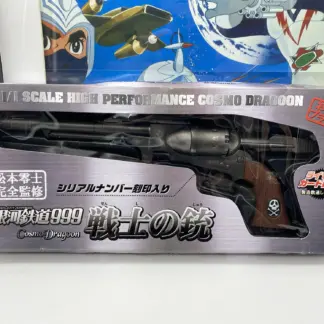 1/1 SCALE HIGH PERFORMANCE COSMO DRAGOON
松本零士
完全監修
シリアルナンバー刻印入り
銀河鉄道999
Cosmo Dragoon
戦士の銃